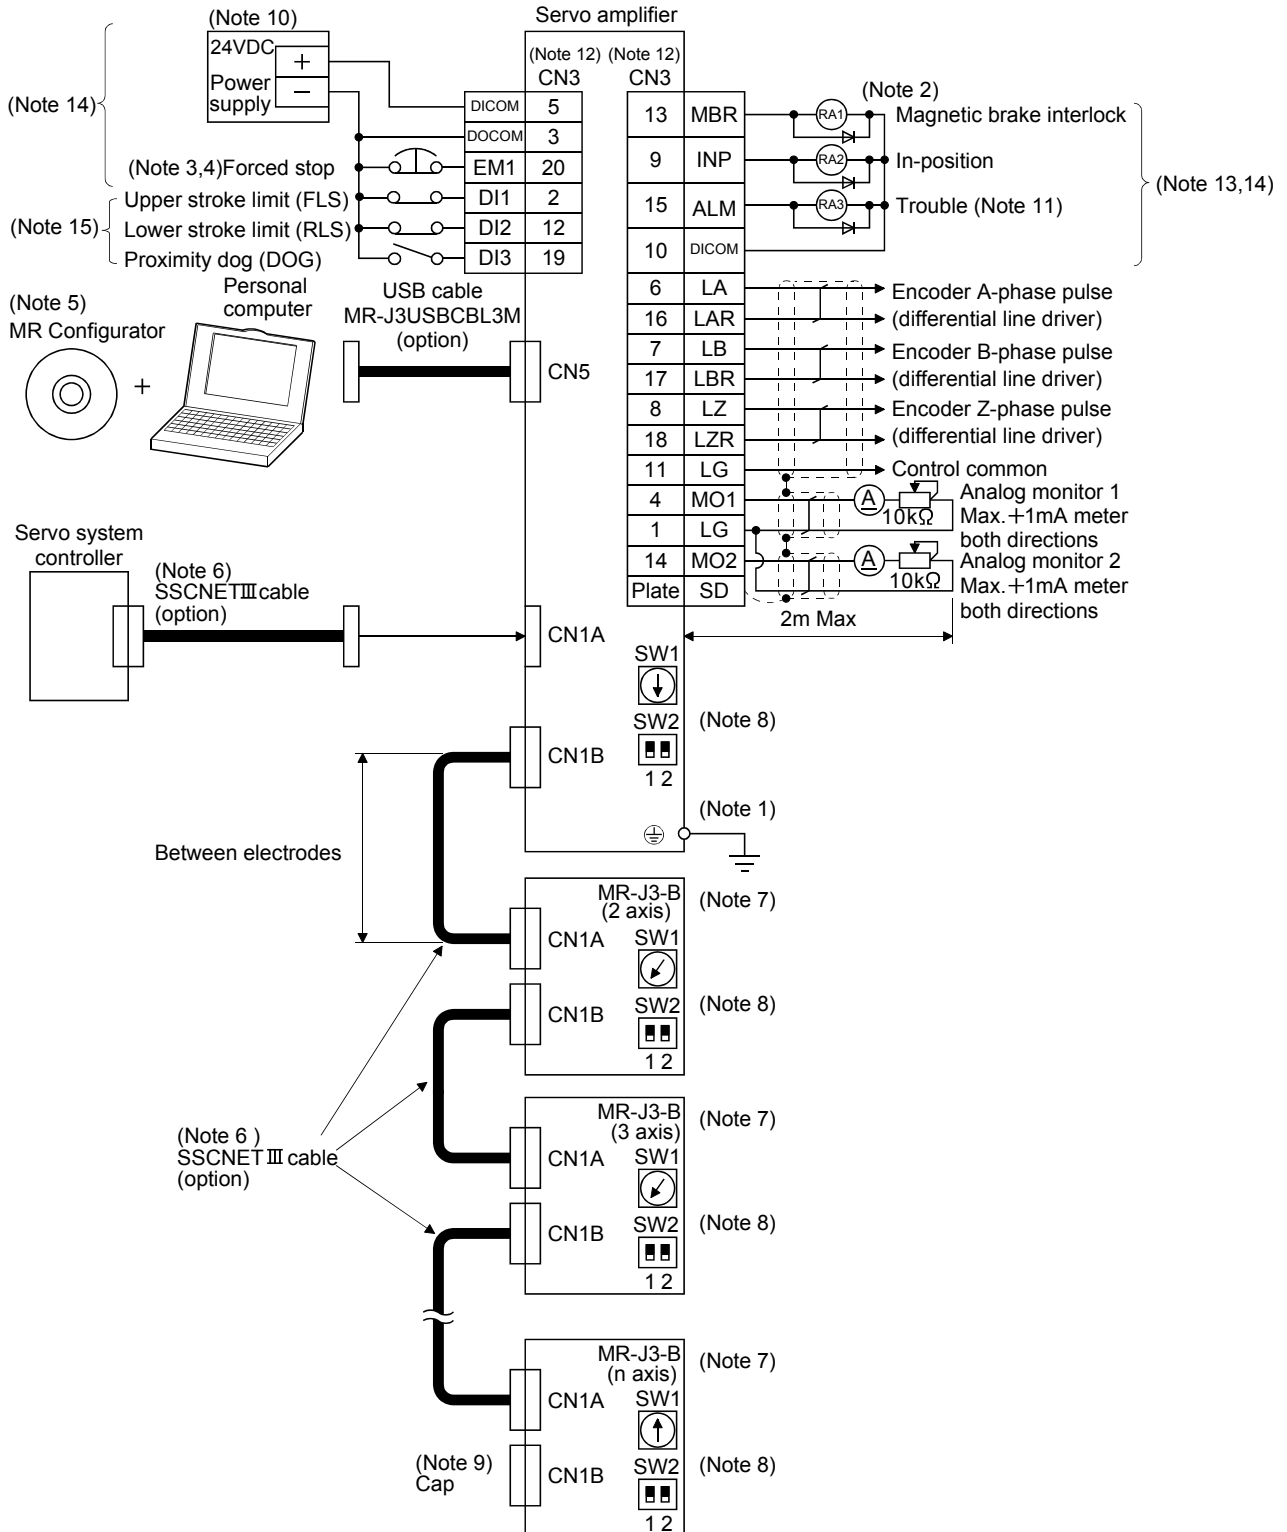 (Note 10)
Servo amplifier
24VDC
+
Power
supply
−
(Note 14)
(Note 12) (Note 12)
CN3 CN3
DICOM 5
DOCOM 3
(Note 3,4)Forced stop EM1 20
Upper stroke limit (FLS) DI1 2
(Note 15) Lower stroke limit (RLS) DI2 12
Proximity dog (DOG) DI3 19
13 MBR RA1 (Note 2)
Magnetic brake interlock
9 INP RA2 In-position
15 ALM RA3 Trouble (Note 11)
10 DICOM
(Note 13,14)
6 LA Encoder A-phase pulse
16 LAR (differential line driver)
7 LB Encoder B-phase pulse
17 LBR (differential line driver)
8 LZ Encoder Z-phase pulse
18 LZR (differential line driver)
11 LG Control common
4 MO1 A 10kΩ Analog monitor 1
Max.+1mA meter
both directions
1 LG
14 MO2 A 10kΩ Analog monitor 2
Max.+1mA meter
both directions
Plate SD
2m Max
(Note 5)
MR Configurator
+
Personal
computer
USB cable
MR-J3USBCBL3M
(option)
CN5
Servo system
controller
(Note 6)
SSCNETⅢ cable
(option)
CN1A
SW1
SW2 (Note 8)
1 2
CN1B
(Note 1)
Between electrodes
MR-J3-B (Note 7)
(2 axis)
CN1A SW1
CN1B SW2 (Note 8)
1 2
(Note 6 )
SSCNETⅢ cable
(option)
MR-J3-B (Note 7)
(3 axis)
CN1A SW1
CN1B SW2 (Note 8)
1 2
MR-J3-B (Note 7)
(n axis)
CN1A SW1
(Note 9)
Cap
CN1B SW2 (Note 8)
1 2